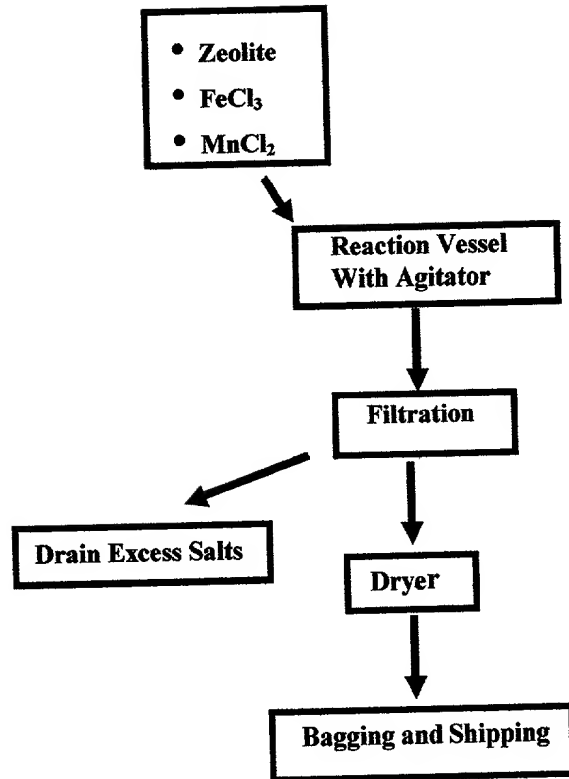 • Zeolite
• FeCl₃
• MnCl₂
Reaction Vessel
With Agitator
Filtration
Drain Excess Salts
Dryer
Bagging and Shipping